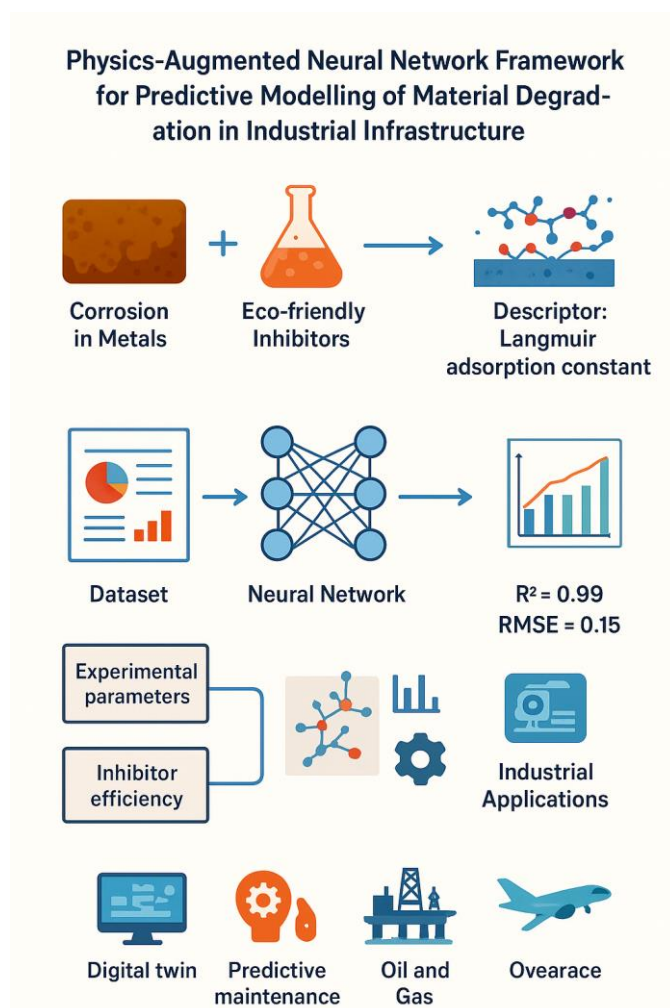 Physics-Augmented Neural Network Framework
for Predictive Modelling of Material Degrad-
ation in Industrial Infrastructure
Corrosion
in Metals
Eco-friendly
Inhibitors
Descriptor:
Langmuir
adsorption constant
Dataset
Neural Network
R² = 0.99
RMSE = 0.15
Experimental
parameters
Inhibitor
efficiency
Industrial
Applications
Digital twin
Predictive
maintenance
Oil and
Gas
Ovearace